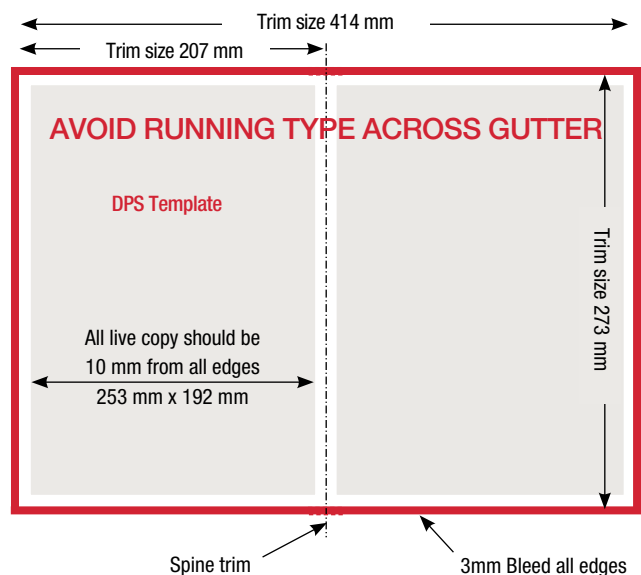 Trim size 414 mm
Trim size 207 mm
AVOID RUNNING TYPE ACROSS GUTTER
DPS Template
Trim size 273 mm
All live copy should be
10 mm from all edges
253 mm x 192 mm
Spine trim
3mm Bleed all edges